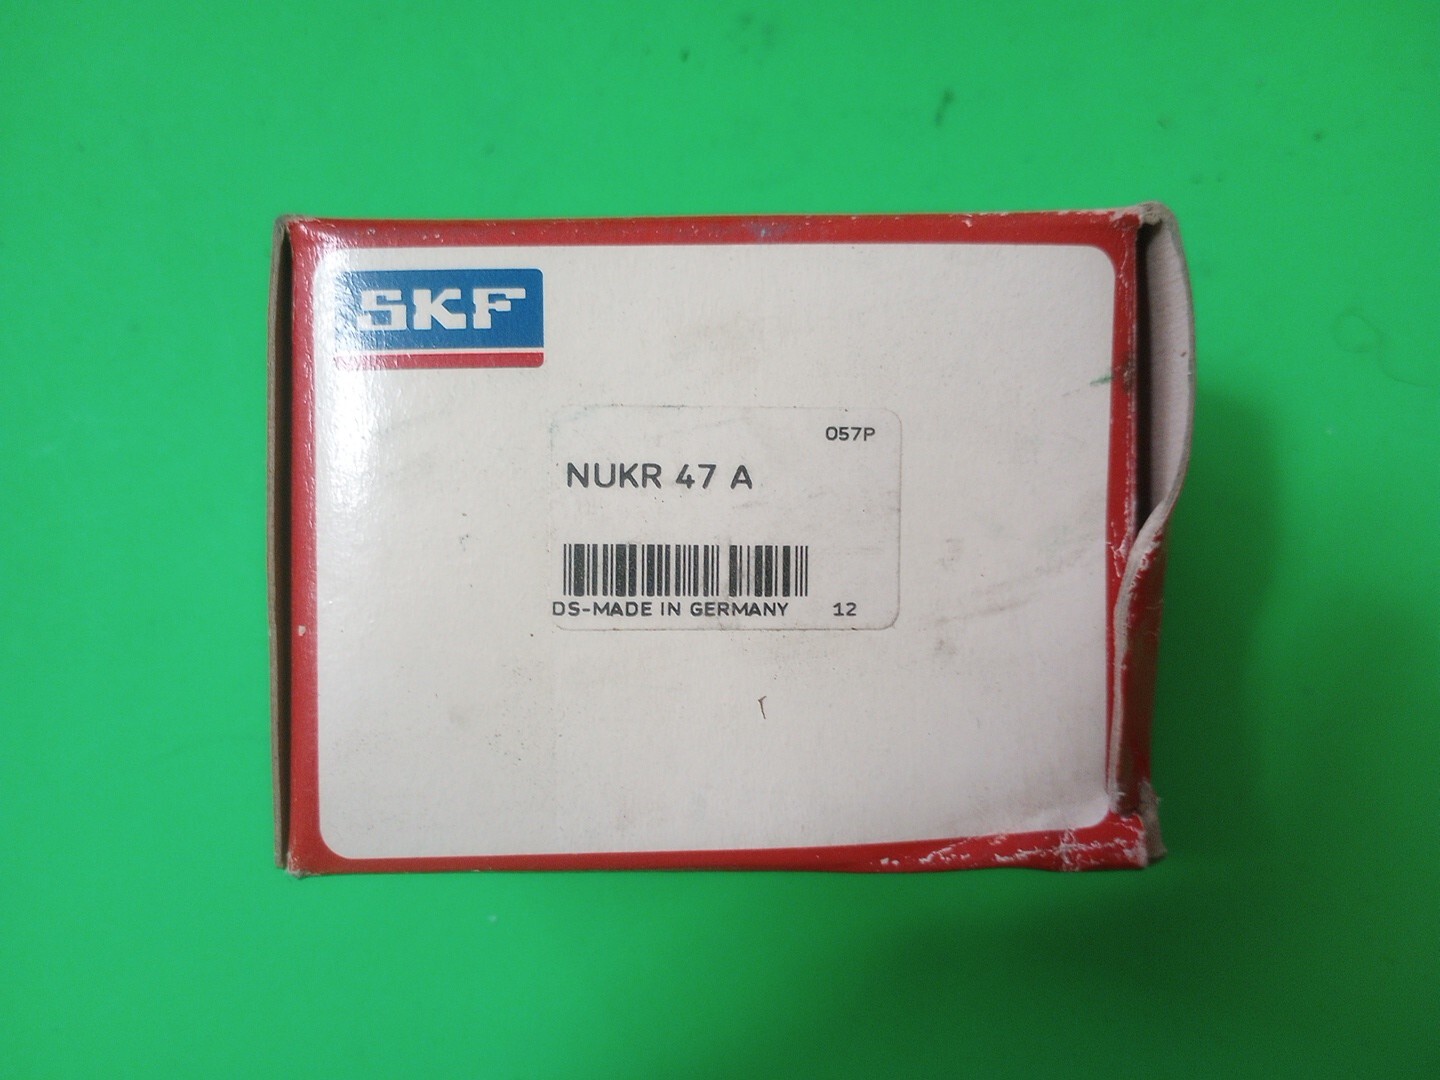 SKF
057P
NUKR 47 A
DS-MADE IN GERMANY 12